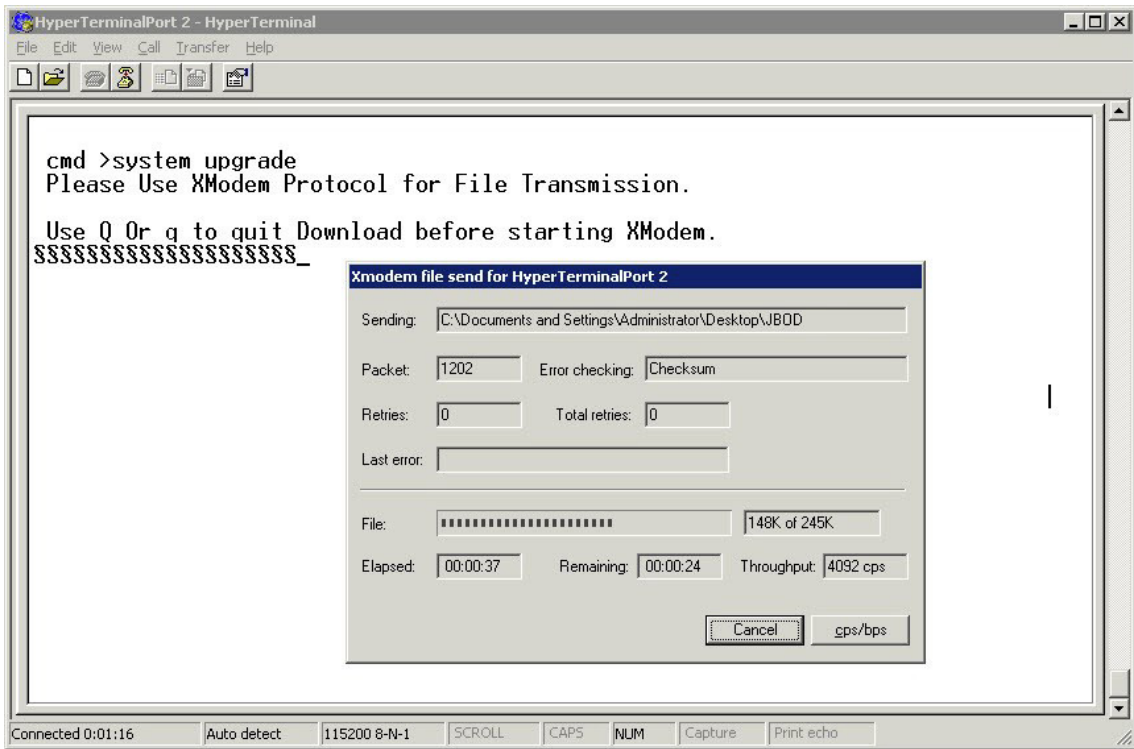 HyperTerminalPort 2 - HyperTerminal
File Edit View Call Transfer Help
cmd >system upgrade
Please Use XModem Protocol for File Transmission.
Use Q Or q to quit Download before starting XModem.
§§§§§§§§§§§§§§§§§§§§_
Xmodem file send for HyperTerminalPort 2
Sending: C:\Documents and Settings\Administrator\Desktop\JBOD
Packet: 1202 Error checking: Checksum
Retries: 0 Total retries: 0
Last error:
File: 148K of 245K
Elapsed: 00:00:37 Remaining: 00:00:24 Throughput: 4092 cps
Cancel cps/bps
Connected 0:01:16 Auto detect 115200 8-N-1 SCROLL CAPS NUM Capture Print echo